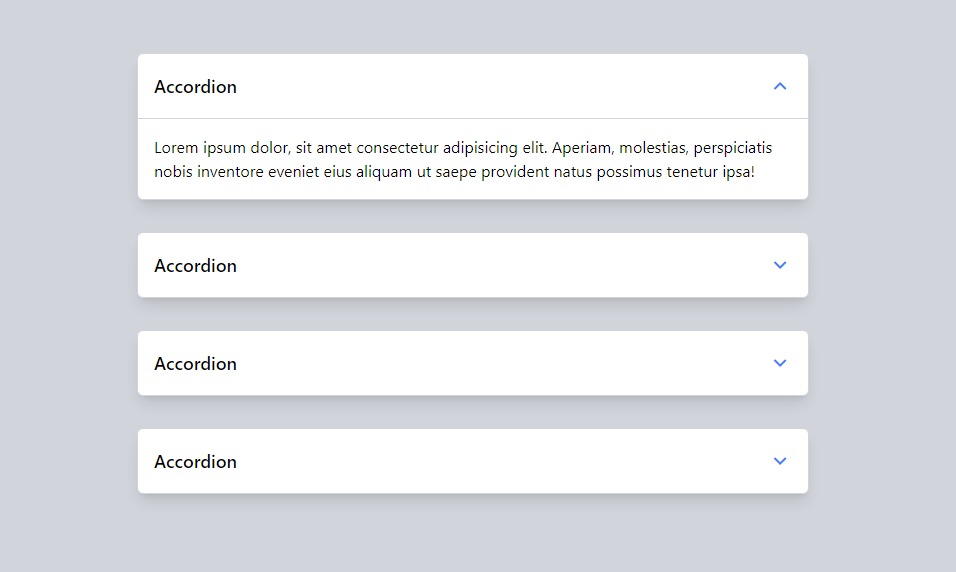 Accordion
Lorem ipsum dolor, sit amet consectetur adipisicing elit. Aperiam, molestias, perspiciatis
nobis inventore eveniet eius aliquam ut saepe provident natus possimus tenetur ipsa!
Accordion
Accordion
Accordion